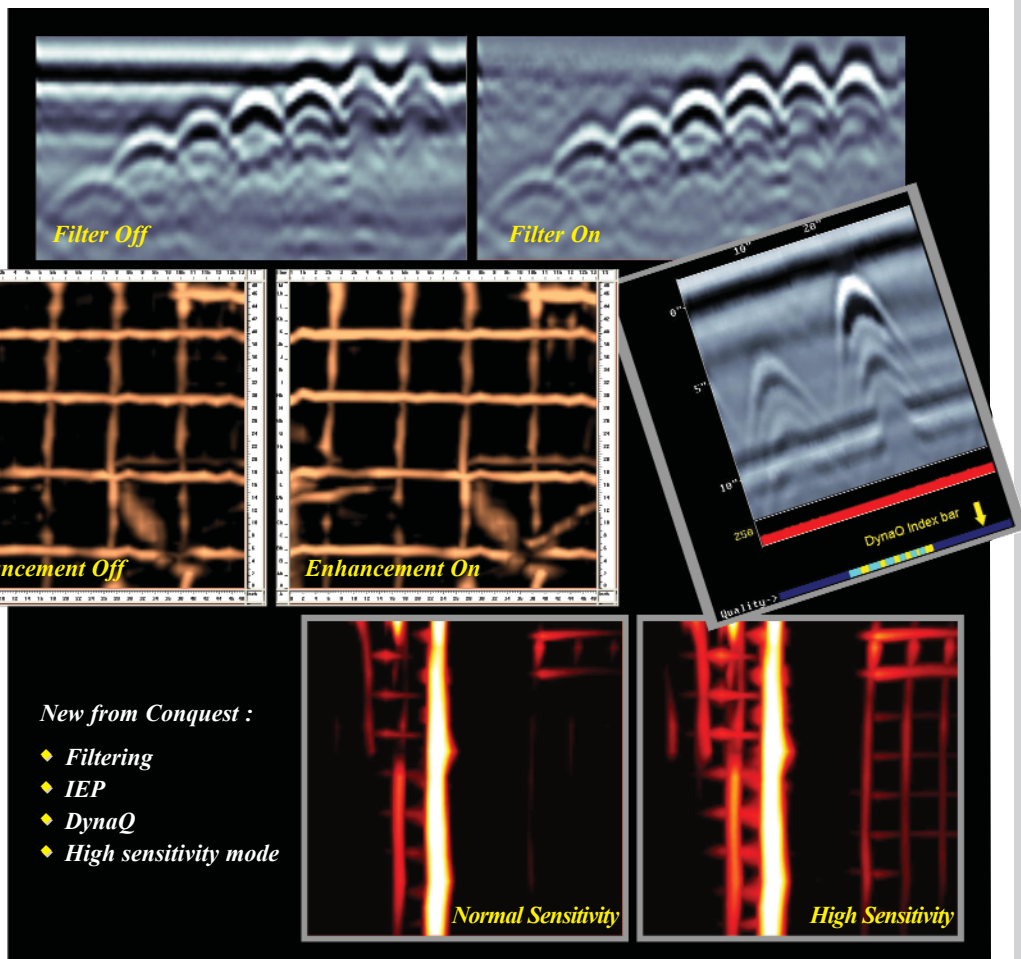 Filter Off
Filter On
10" 20"
0"
5"
10"
250
DynaQ Index bar
Quality->
ncement Off
Enhancement On
New from Conquest :
Filtering
IEP
DynaQ
High sensitivity mode
Normal Sensitivity
High Sensitivity